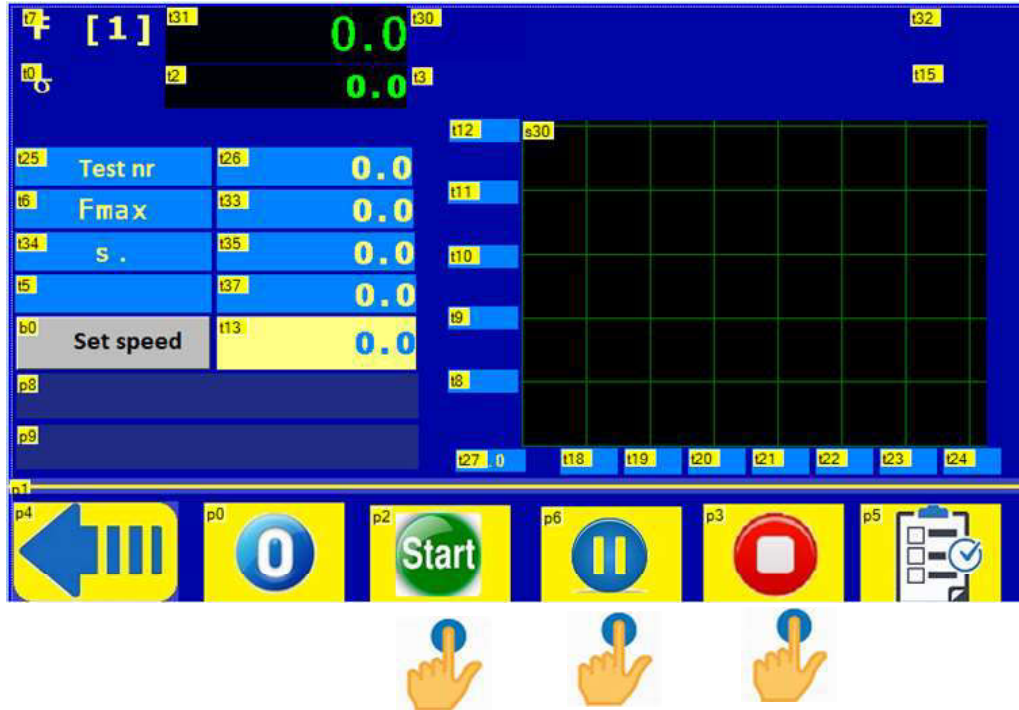 t7 F [1] t31 0.0 t30 t32
t0 σ t2 0.0 t3 t15
t12 s30
t25 Test nr t26 0.0
t11
t6 Fmax t33 0.0
t34 s . t35 0.0 t10
t5 t37 0.0
t9
b0 Set speed t13 0.0
p8 t8
p9
t27 .0 t18 t19 t20 t21 t22 t23 t24
p1
p4 p0 p2 p6 p3 p5
0 Start